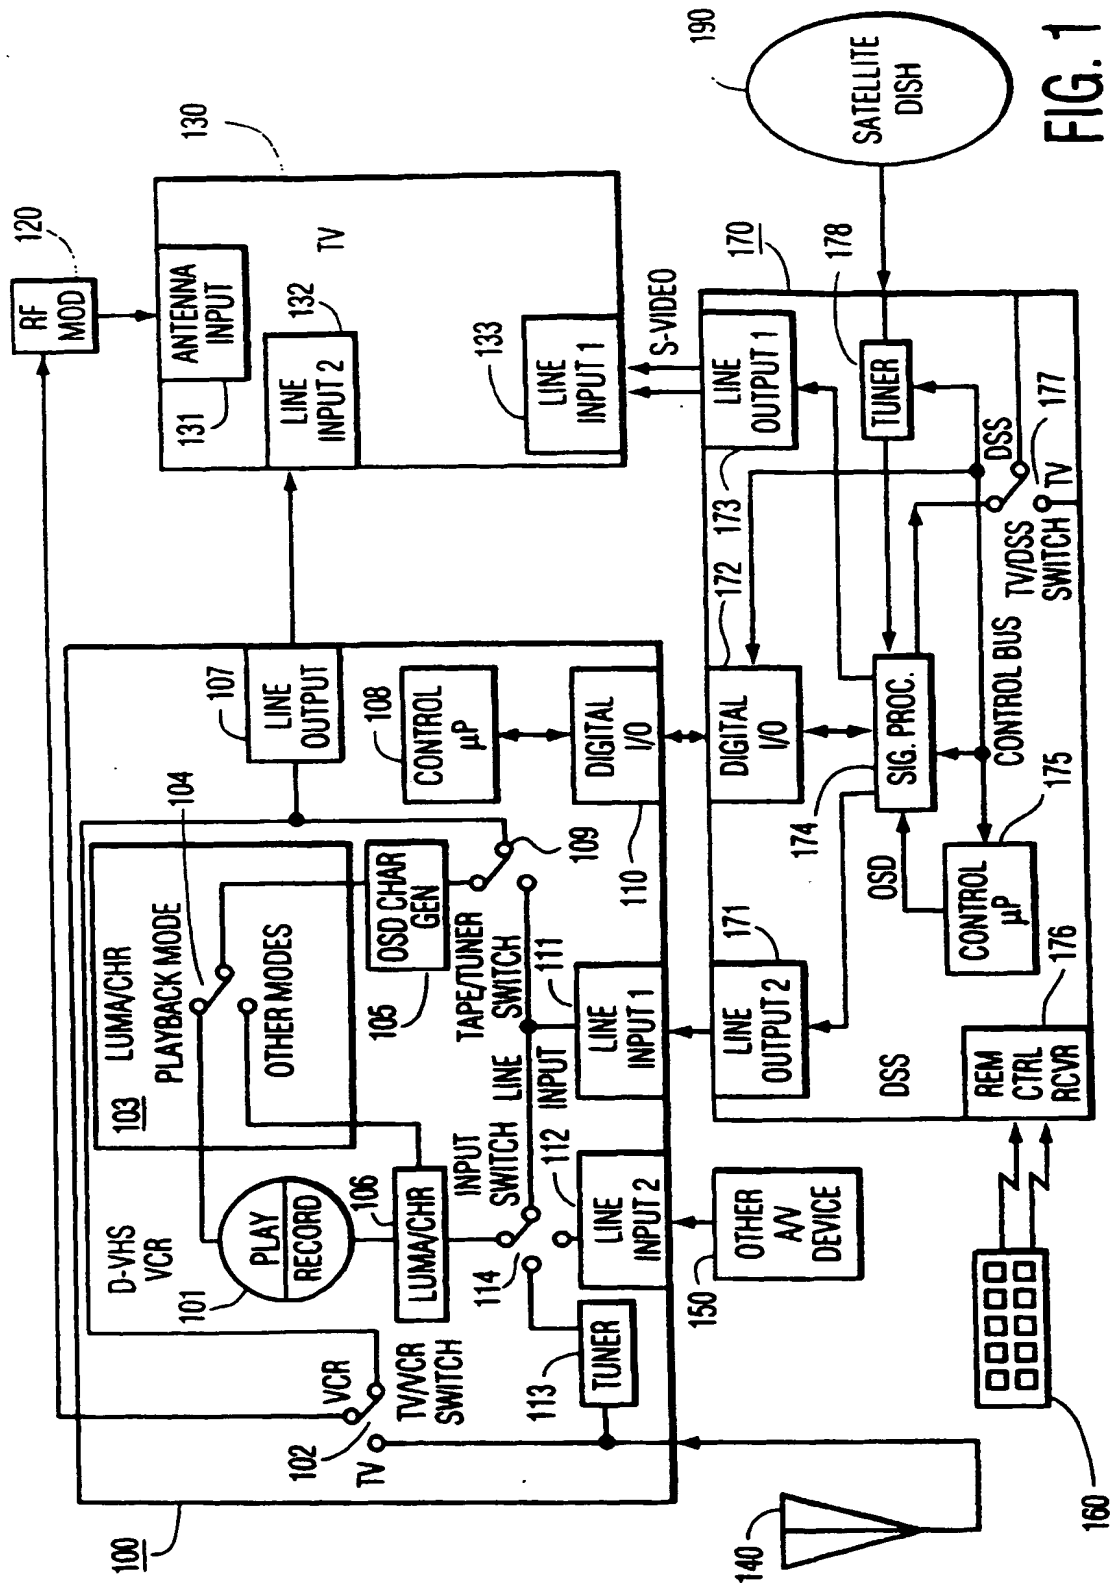 100
D-VHS
VCR
101
PLAY
RECORD
103
LUMA/CHR
PLAYBACK MODE
OTHER MODES
104
107
LINE
OUTPUT
VCR
102
TV
TV/VCR
SWITCH
106
LUMA/CHR
105
OSD CHAR
GEN
108
CONTROL
µP
INPUT
SWITCH
114
TAPE/TUNER
SWITCH
109
LINE
INPUT
113
TUNER
112
LINE
INPUT 2
111
LINE
INPUT 1
110
DIGITAL
I/O
120
RF
MOD
130
TV
131
ANTENNA
INPUT
132
LINE
INPUT 2
133
LINE
INPUT 1
S-VIDEO
140
150
OTHER
A/V
DEVICE
160
170
DSS
171
LINE
OUTPUT 2
172
DIGITAL
I/O
173
LINE
OUTPUT 1
174
SIG. PROC.
OSD
CONTROL
µP
175
CONTROL BUS
176
REM
CTRL
RCVR
178
TUNER
DSS
TV
177
TV/DSS
SWITCH
190
SATELLITE
DISH
FIG. 1